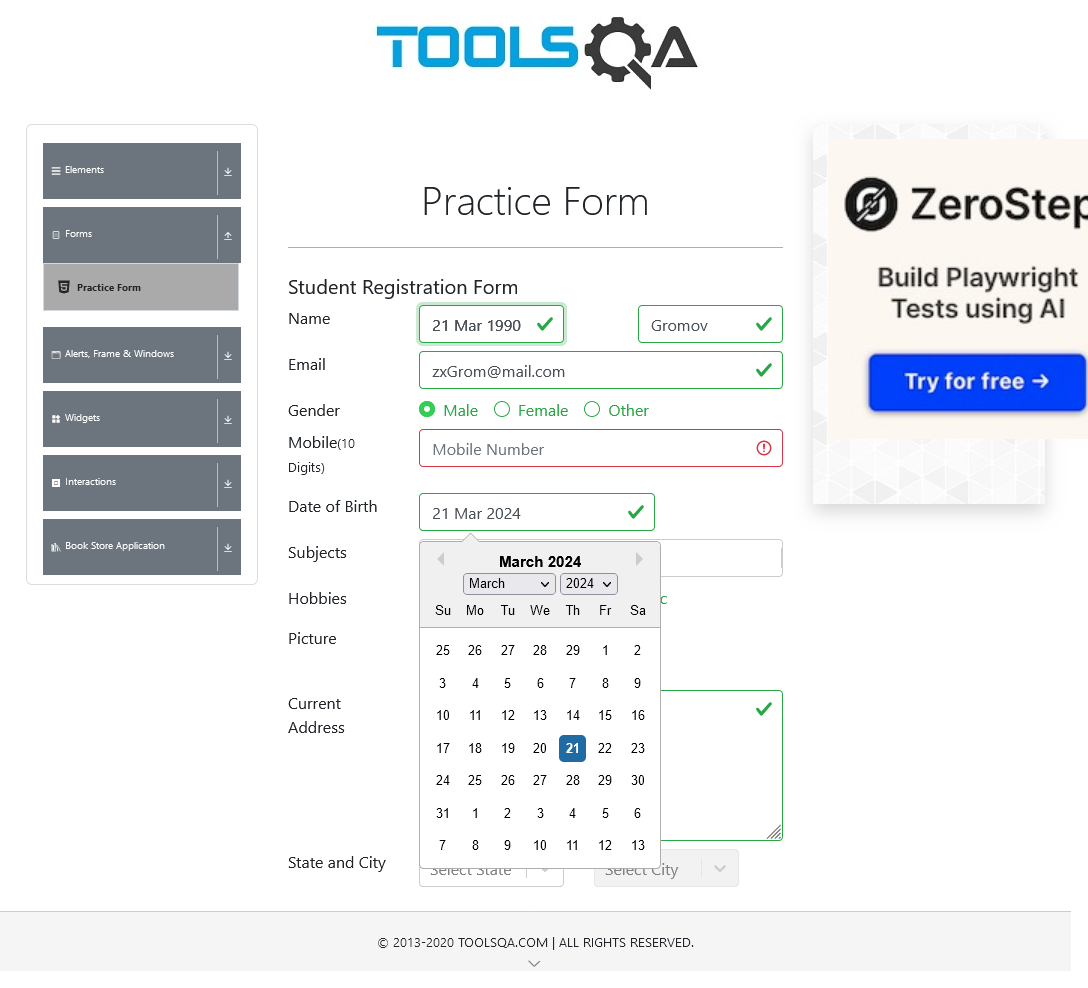 TOOLSQA
Elements
Forms
Practice Form
Alerts, Frame & Windows
Widgets
Interactions
Book Store Application
Practice Form
Student Registration Form
Name
21 Mar 1990
Gromov
Email
zxGrom@mail.com
Gender
Male
Female
Other
Mobile(10
Digits)
Mobile Number
Date of Birth
21 Mar 2024
March 2024
March
2024
Su Mo Tu We Th Fr Sa
25 26 27 28 29 1 2
3 4 5 6 7 8 9
10 11 12 13 14 15 16
17 18 19 20 21 22 23
24 25 26 27 28 29 30
31 1 2 3 4 5 6
7 8 9 10 11 12 13
Subjects
Hobbies
c
Picture
Current
Address
State and City
Select State
Select City
ZeroStep
Build Playwright
Tests using AI
Try for free →
© 2013-2020 TOOLSQA.COM | ALL RIGHTS RESERVED.